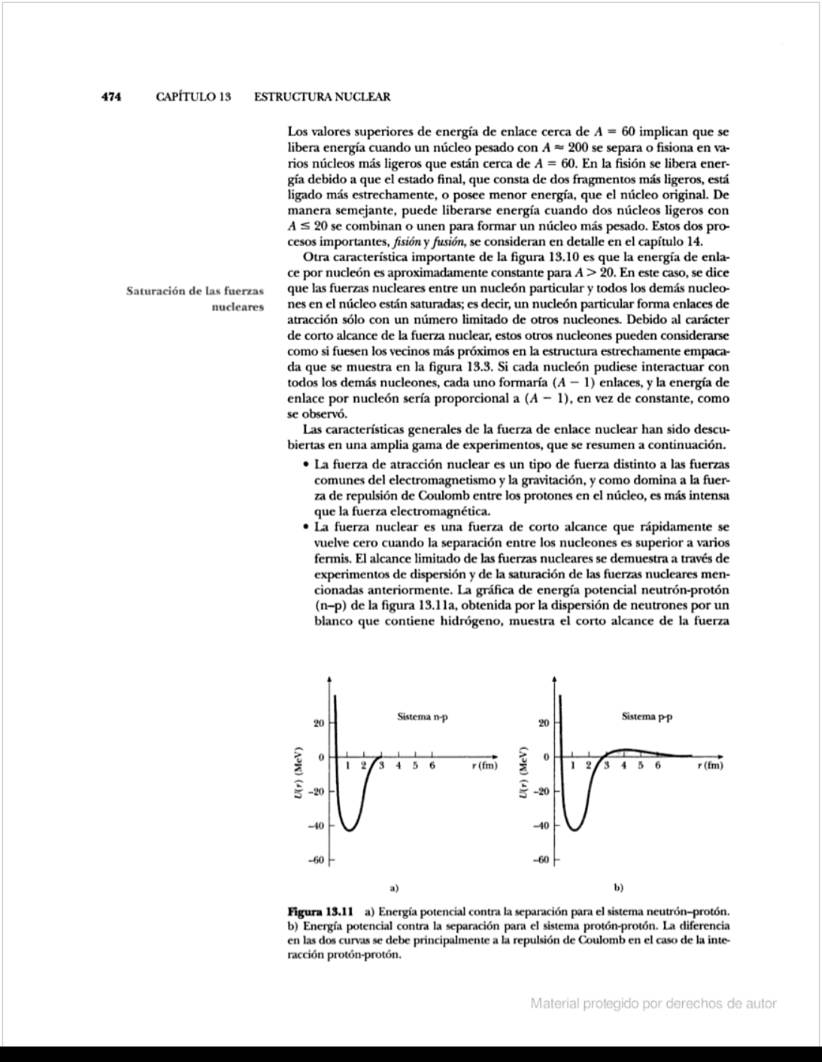 474 CAPÍTULO 13 ESTRUCTURA NUCLEAR
Los valores superiores de energía de enlace cerca de A = 60 implican que se
libera energía cuando un núcleo pesado con A ≈ 200 se separa o fisiona en va-
rios núcleos más ligeros que están cerca de A = 60. En la fisión se libera ener-
gía debido a que el estado final, que consta de dos fragmentos más ligeros, está
ligado más estrechamente, o posee menor energía, que el núcleo original. De
manera semejante, puede liberarse energía cuando dos núcleos ligeros con
A ≤ 20 se combinan o unen para formar un núcleo más pesado. Estos dos pro-
cesos importantes, fisión y fusión, se consideran en detalle en el capítulo 14.
Otra característica importante de la figura 13.10 es que la energía de enla-
ce por nucleón es aproximadamente constante para A > 20. En este caso, se dice
Saturación de las fuerzas
nucleares
que las fuerzas nucleares entre un nucleón particular y todos los demás nucleo-
nes en el núcleo están saturadas; es decir, un nucleón particular forma enlaces de
atracción sólo con un número limitado de otros nucleones. Debido al carácter
de corto alcance de la fuerza nuclear, estos otros nucleones pueden considerarse
como si fuesen los vecinos más próximos en la estructura estrechamente empaca-
da que se muestra en la figura 13.3. Si cada nucleón pudiese interactuar con
todos los demás nucleones, cada uno formaría (A − 1) enlaces, y la energía de
enlace por nucleón sería proporcional a (A − 1), en vez de constante, como
se observó.
Las características generales de la fuerza de enlace nuclear han sido descu-
biertas en una amplia gama de experimentos, que se resumen a continuación.
• La fuerza de atracción nuclear es un tipo de fuerza distinto a las fuerzas
comunes del electromagnetismo y la gravitación, y como domina a la fuer-
za de repulsión de Coulomb entre los protones en el núcleo, es más intensa
que la fuerza electromagnética.
• La fuerza nuclear es una fuerza de corto alcance que rápidamente se
vuelve cero cuando la separación entre los nucleones es superior a varios
fermis. El alcance limitado de las fuerzas nucleares se demuestra a través de
experimentos de dispersión y de la saturación de las fuerzas nucleares men-
cionadas anteriormente. La gráfica de energía potencial neutrón-protón
(n–p) de la figura 13.11a, obtenida por la dispersión de neutrones por un
blanco que contiene hidrógeno, muestra el corto alcance de la fuerza
Sistema n-p
20
0
−20
−40
−60
U(r) (MeV)
1 2 3 4 5 6 r (fm)
a)
Sistema p-p
20
0
−20
−40
−60
U(r) (MeV)
1 2 3 4 5 6 r (fm)
b)
Figura 13.11 a) Energía potencial contra la separación para el sistema neutrón–protón.
b) Energía potencial contra la separación para el sistema protón-protón. La diferencia
en las dos curvas se debe principalmente a la repulsión de Coulomb en el caso de la inte-
racción protón-protón.
Material protegido por derechos de autor